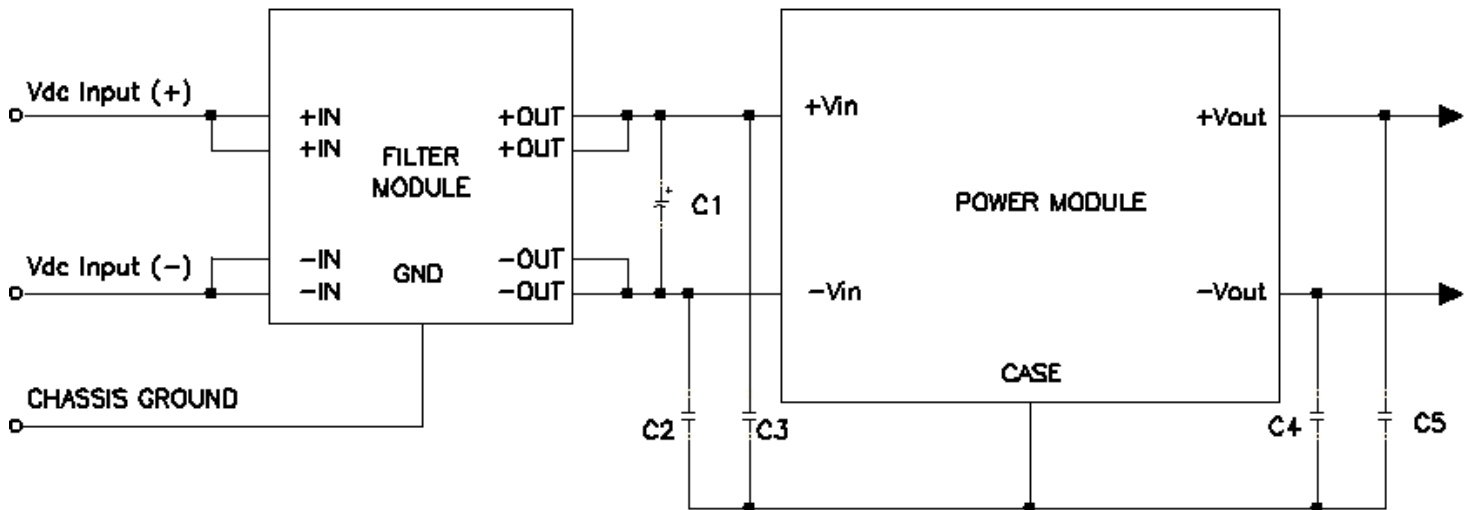 Vdc Input (+)
+IN
+IN
+OUT
+OUT
FILTER
MODULE
Vdc Input (-)
-IN
-IN
GND
-OUT
-OUT
CHASSIS GROUND
+
C1
+Vin
-Vin
POWER MODULE
+Vout
-Vout
CASE
C2
C3
C4
C5